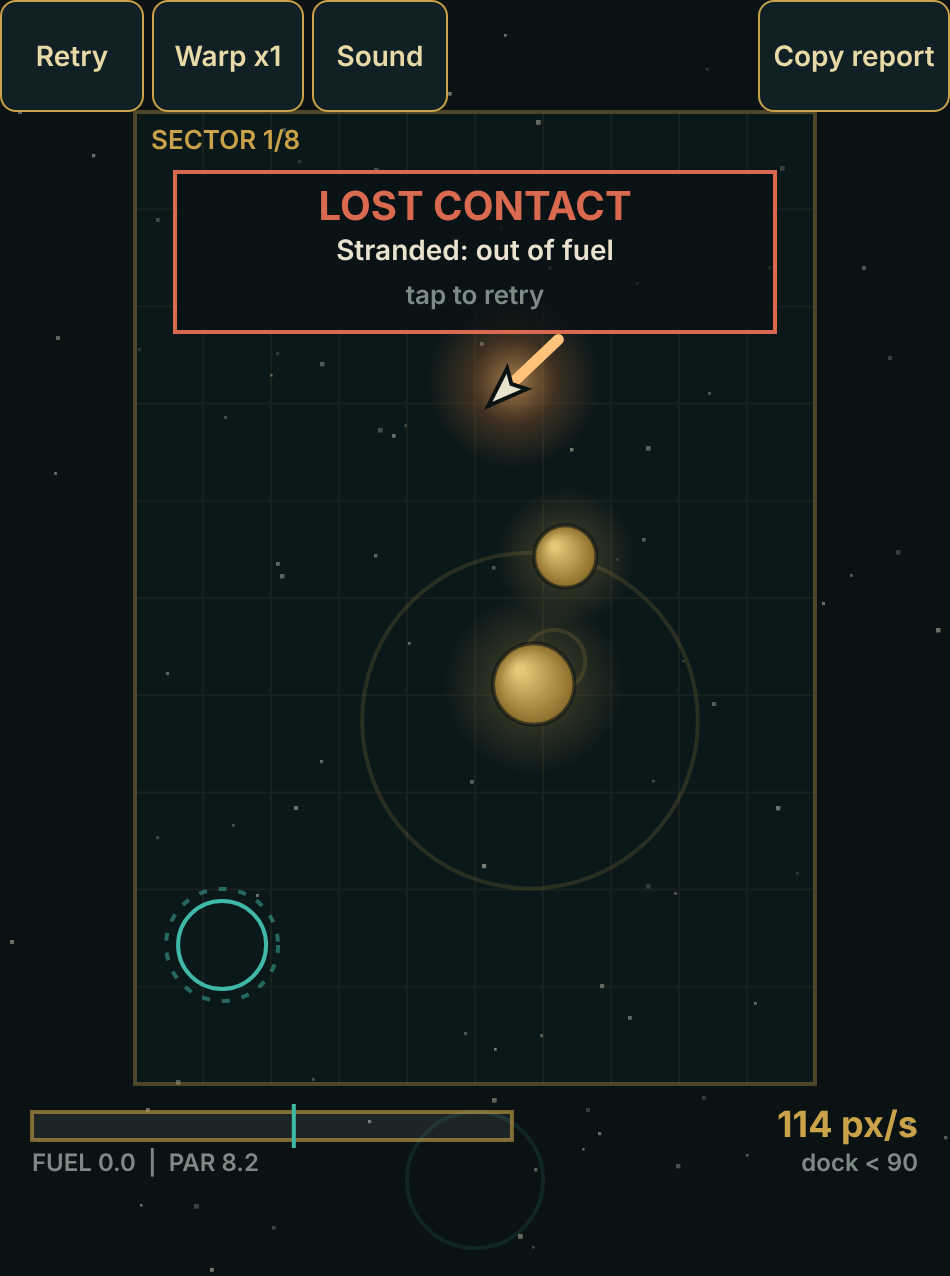 Retry
Warp x1
Sound
Copy report
SECTOR 1/8
LOST CONTACT
Stranded: out of fuel
tap to retry
114 px/s
FUEL 0.0 | PAR 8.2
dock < 90